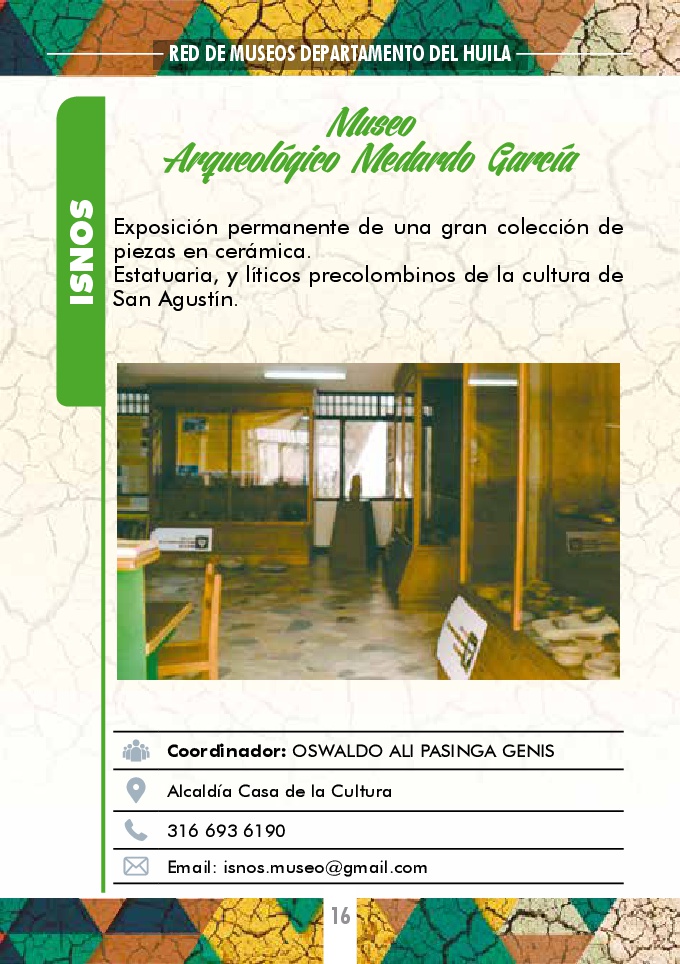 RED DE MUSEOS DEPARTAMENTO DEL HUILA
ISNOS
Museo
Arqueológico Medardo García
Exposición permanente de una gran colección de
piezas en cerámica.
Estatuaria, y líticos precolombinos de la cultura de
San Agustín.
Coordinador: OSWALDO ALI PASINGA GENIS
Alcaldía Casa de la Cultura
316 693 6190
Email: isnos.museo@gmail.com
16